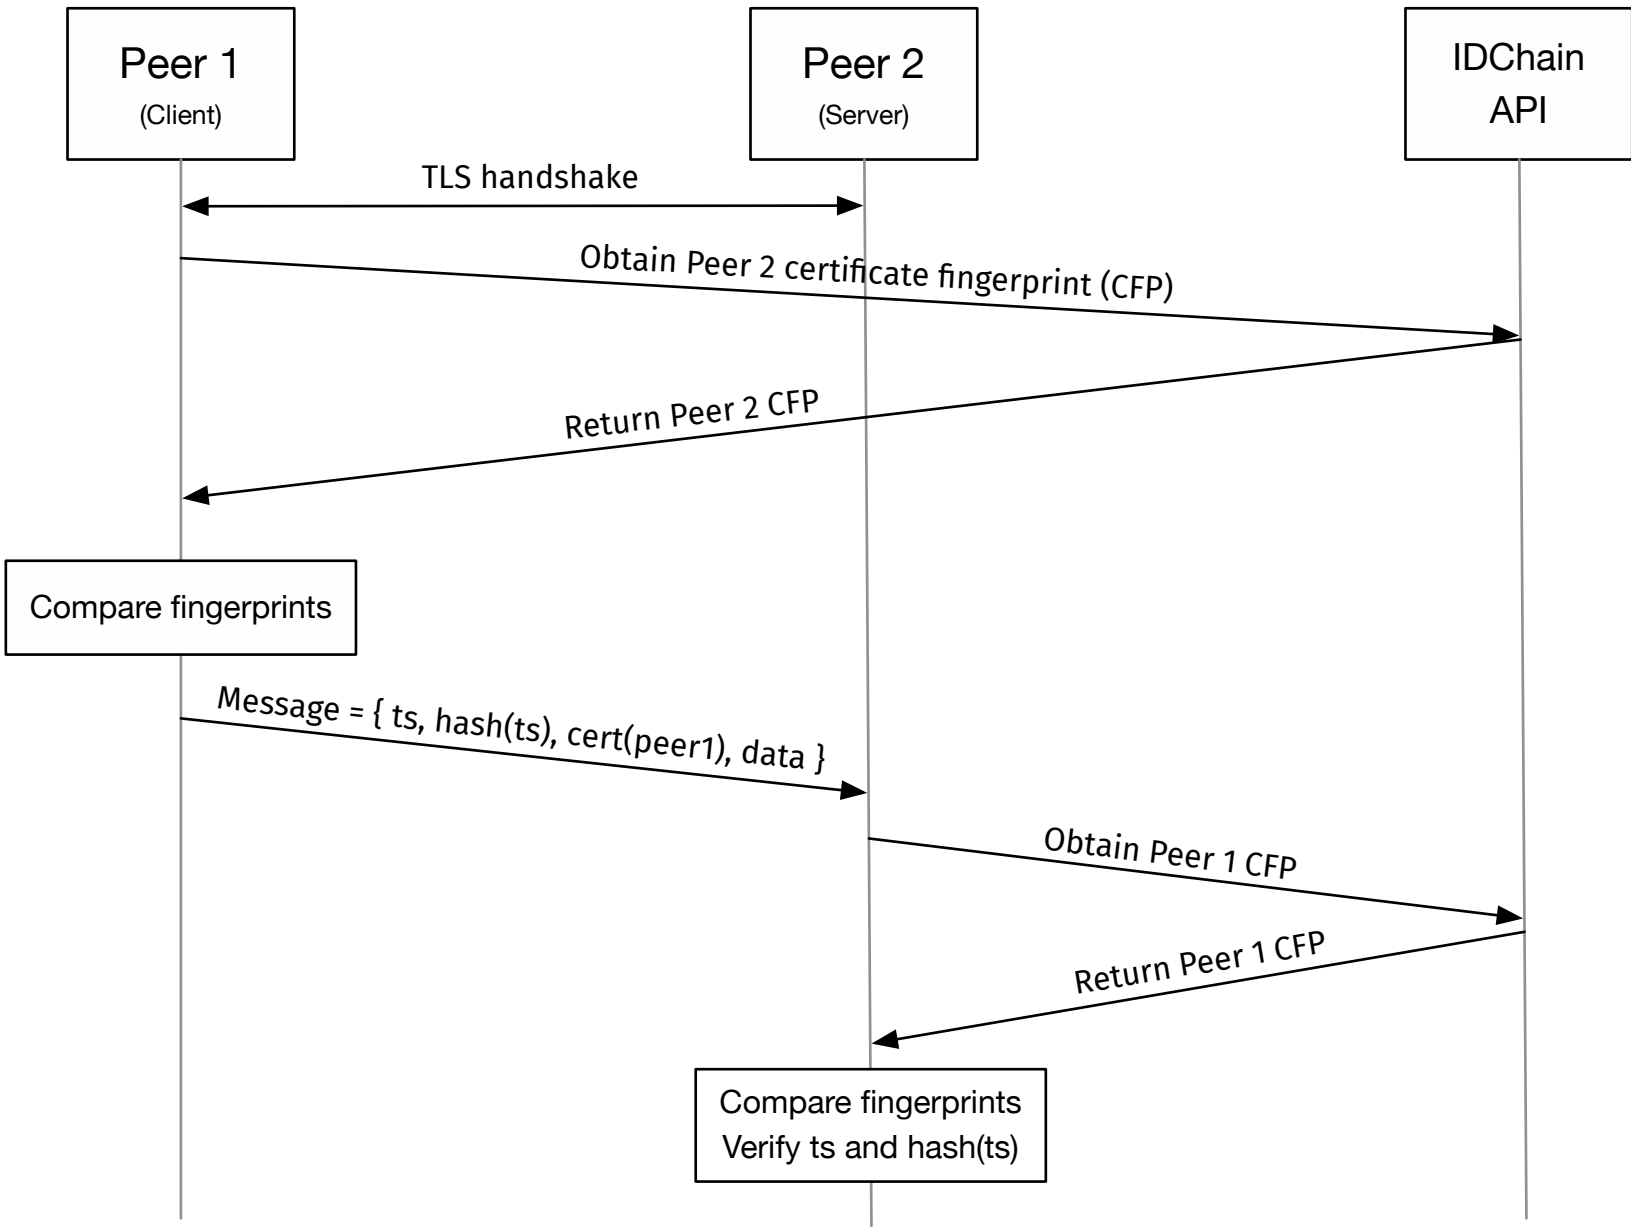 Peer 1
(Client)
Peer 2
(Server)
IDChain
API
TLS handshake
Obtain Peer 2 certificate fingerprint (CFP)
Return Peer 2 CFP
Compare fingerprints
Message = { ts, hash(ts), cert(peer1), data }
Obtain Peer 1 CFP
Return Peer 1 CFP
Compare fingerprints
Verify ts and hash(ts)